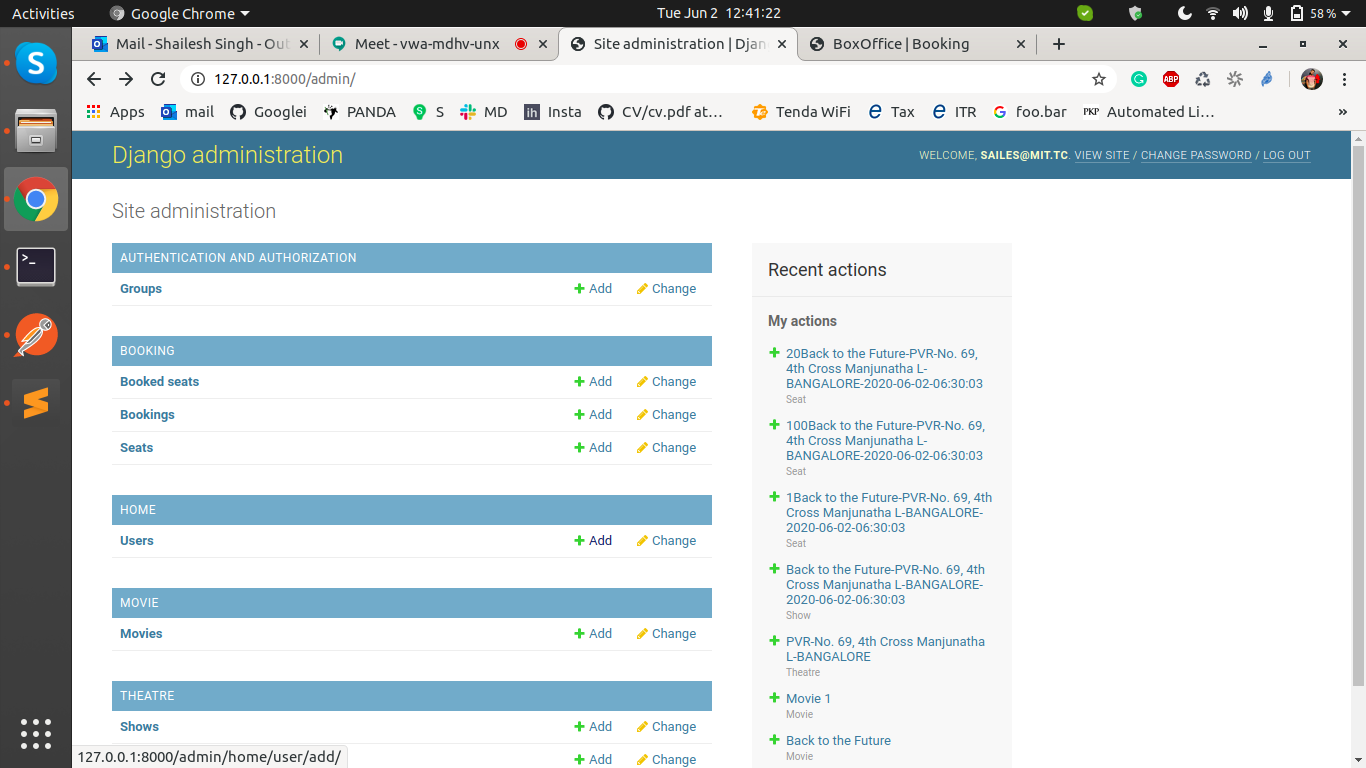 Activities
Google Chrome
Tue Jun 2 12:41:22
58 %
Mail - Shailesh Singh - Out
Meet - vwa-mdhv-unx
Site administration | Djan
BoxOffice | Booking
127.0.0.1:8000/admin/
ABP
Apps
mail
Googlei
PANDA
S
MD
ih
Insta
CV/cv.pdf at...
Tenda WiFi
Tax
ITR
foo.bar
PKP
Automated Li...
»
Django administration
WELCOME, SAILES@MIT.TC. VIEW SITE / CHANGE PASSWORD / LOG OUT
Site administration
AUTHENTICATION AND AUTHORIZATION
Groups Add Change
BOOKING
Booked seats Add Change
Bookings Add Change
Seats Add Change
HOME
Users Add Change
MOVIE
Movies Add Change
THEATRE
Shows Add Change
Add Change
Recent actions
My actions
20Back to the Future-PVR-No. 69,
4th Cross Manjunatha L-
BANGALORE-2020-06-02-06:30:03
Seat
100Back to the Future-PVR-No. 69,
4th Cross Manjunatha L-
BANGALORE-2020-06-02-06:30:03
Seat
1Back to the Future-PVR-No. 69, 4th
Cross Manjunatha L-BANGALORE-
2020-06-02-06:30:03
Seat
Back to the Future-PVR-No. 69, 4th
Cross Manjunatha L-BANGALORE-
2020-06-02-06:30:03
Show
PVR-No. 69, 4th Cross Manjunatha
L-BANGALORE
Theatre
Movie 1
Movie
Back to the Future
Movie
127.0.0.1:8000/admin/home/user/add/